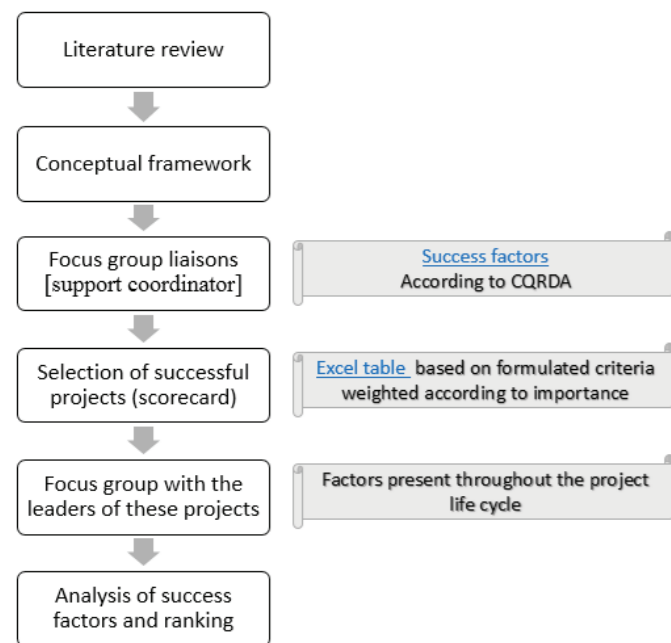 Literature review
Conceptual framework
Focus group liaisons
[support coordinator]
Success factors
According to CQRDA
Selection of successful
projects (scorecard)
Excel table based on formulated criteria
weighted according to importance
Focus group with the
leaders of these projects
Factors present throughout the project
life cycle
Analysis of success
factors and ranking